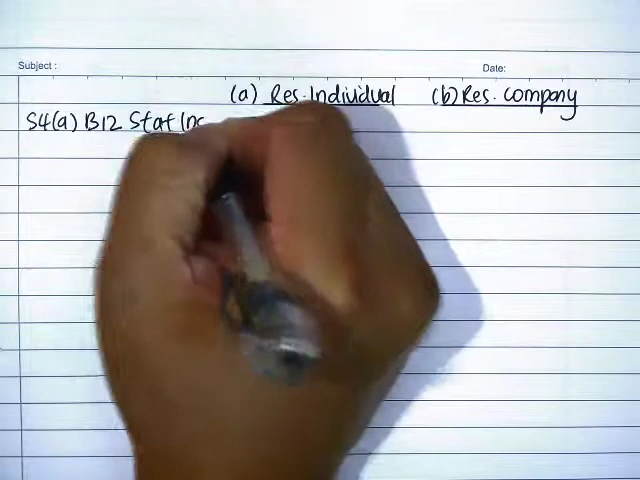 Subject : Date:
(a) Res. Individual (b) Res. Company
S4(a) B12 Stat Inc